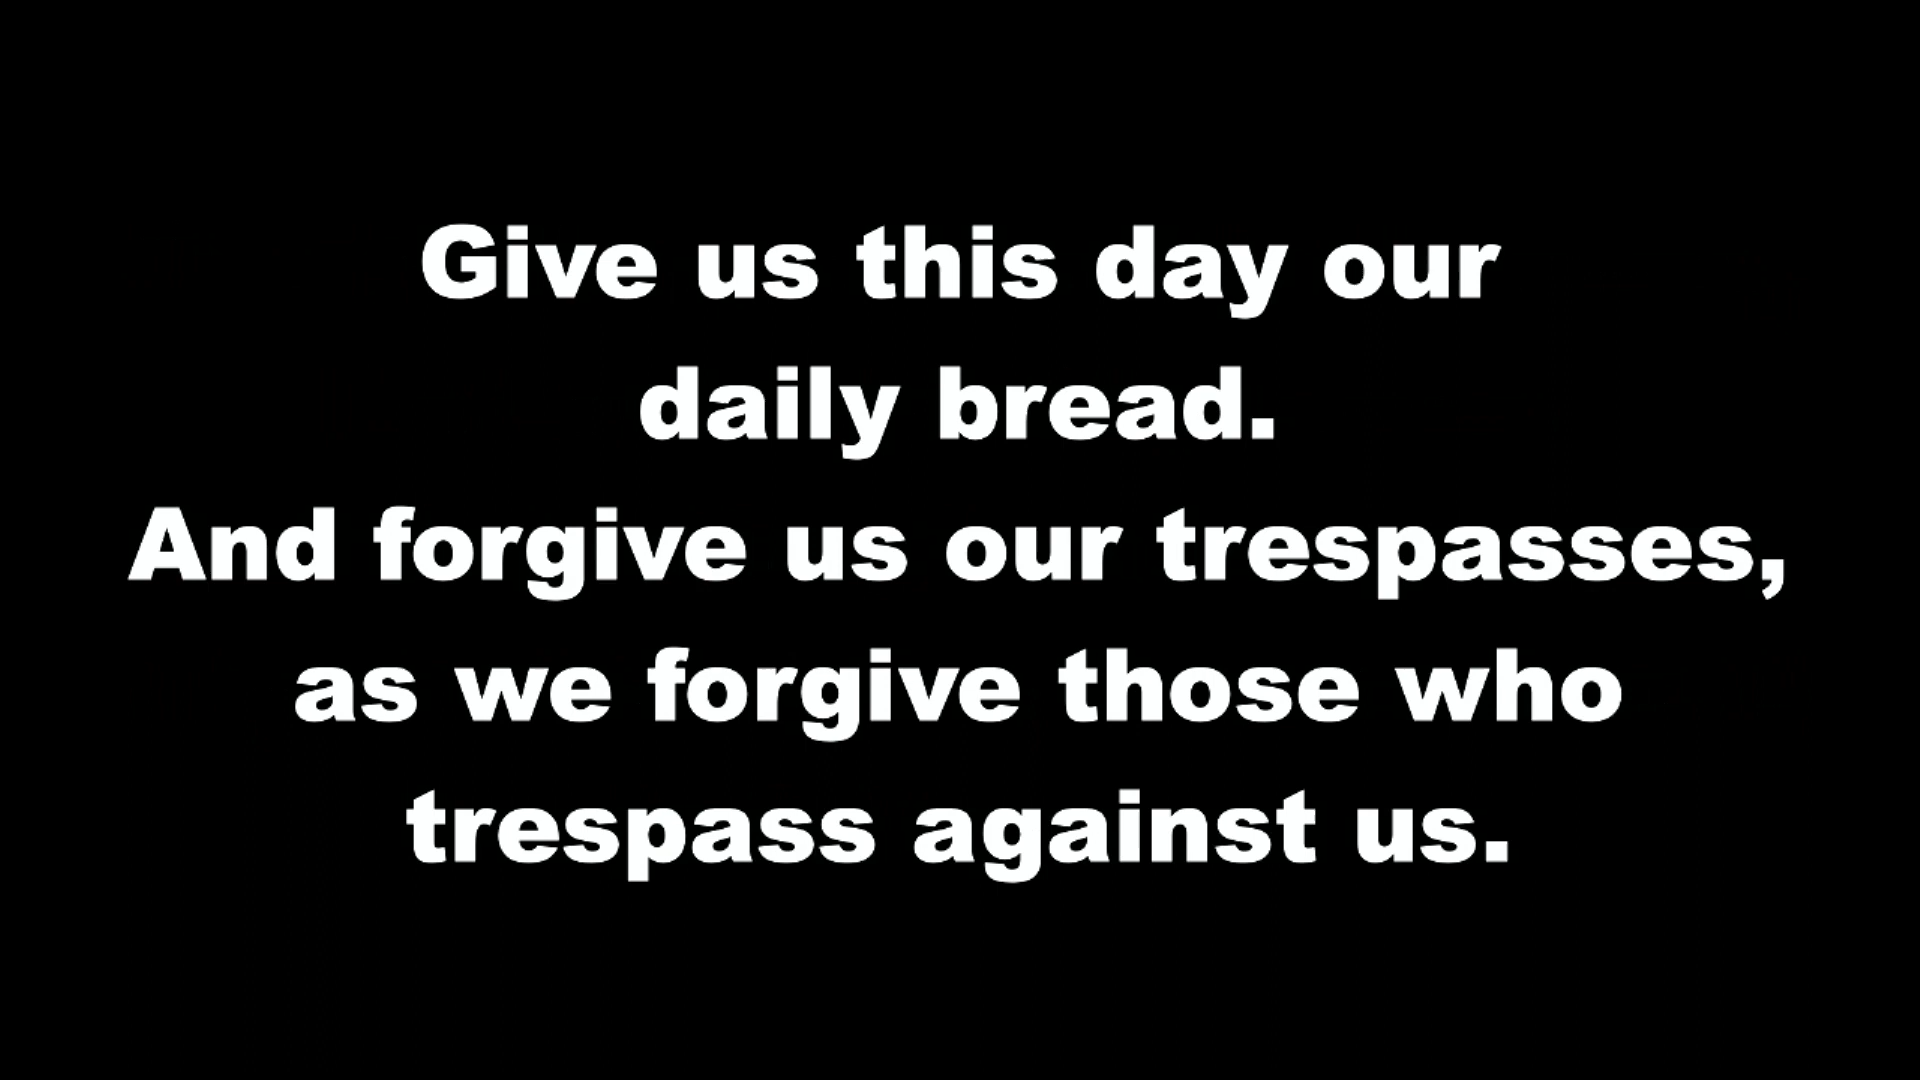 Give us this day our
daily bread.
And forgive us our trespasses,
as we forgive those who
trespass against us.